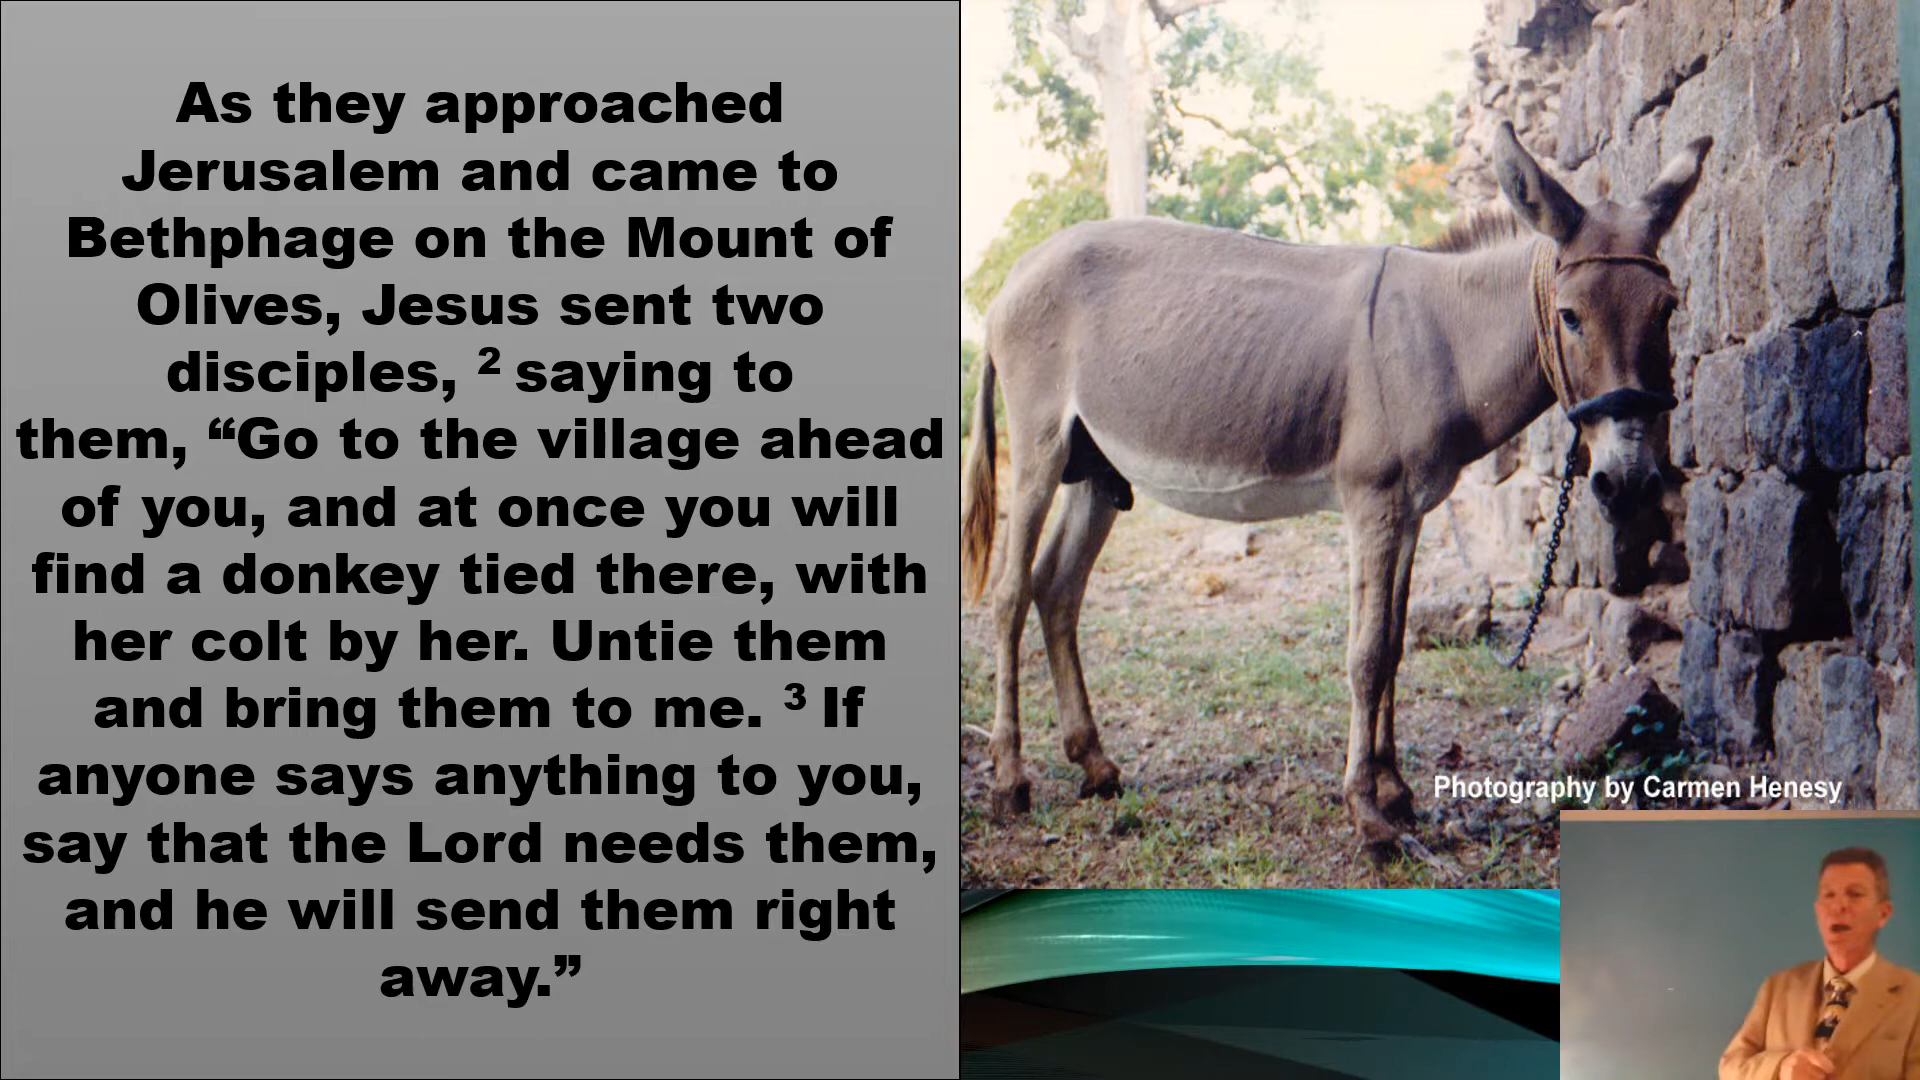 As they approached
Jerusalem and came to
Bethphage on the Mount of
Olives, Jesus sent two
disciples, ² saying to
them, “Go to the village ahead
of you, and at once you will
find a donkey tied there, with
her colt by her. Untie them
and bring them to me. ³ If
anyone says anything to you,
say that the Lord needs them,
and he will send them right
away.”
Photography by Carmen Henesy